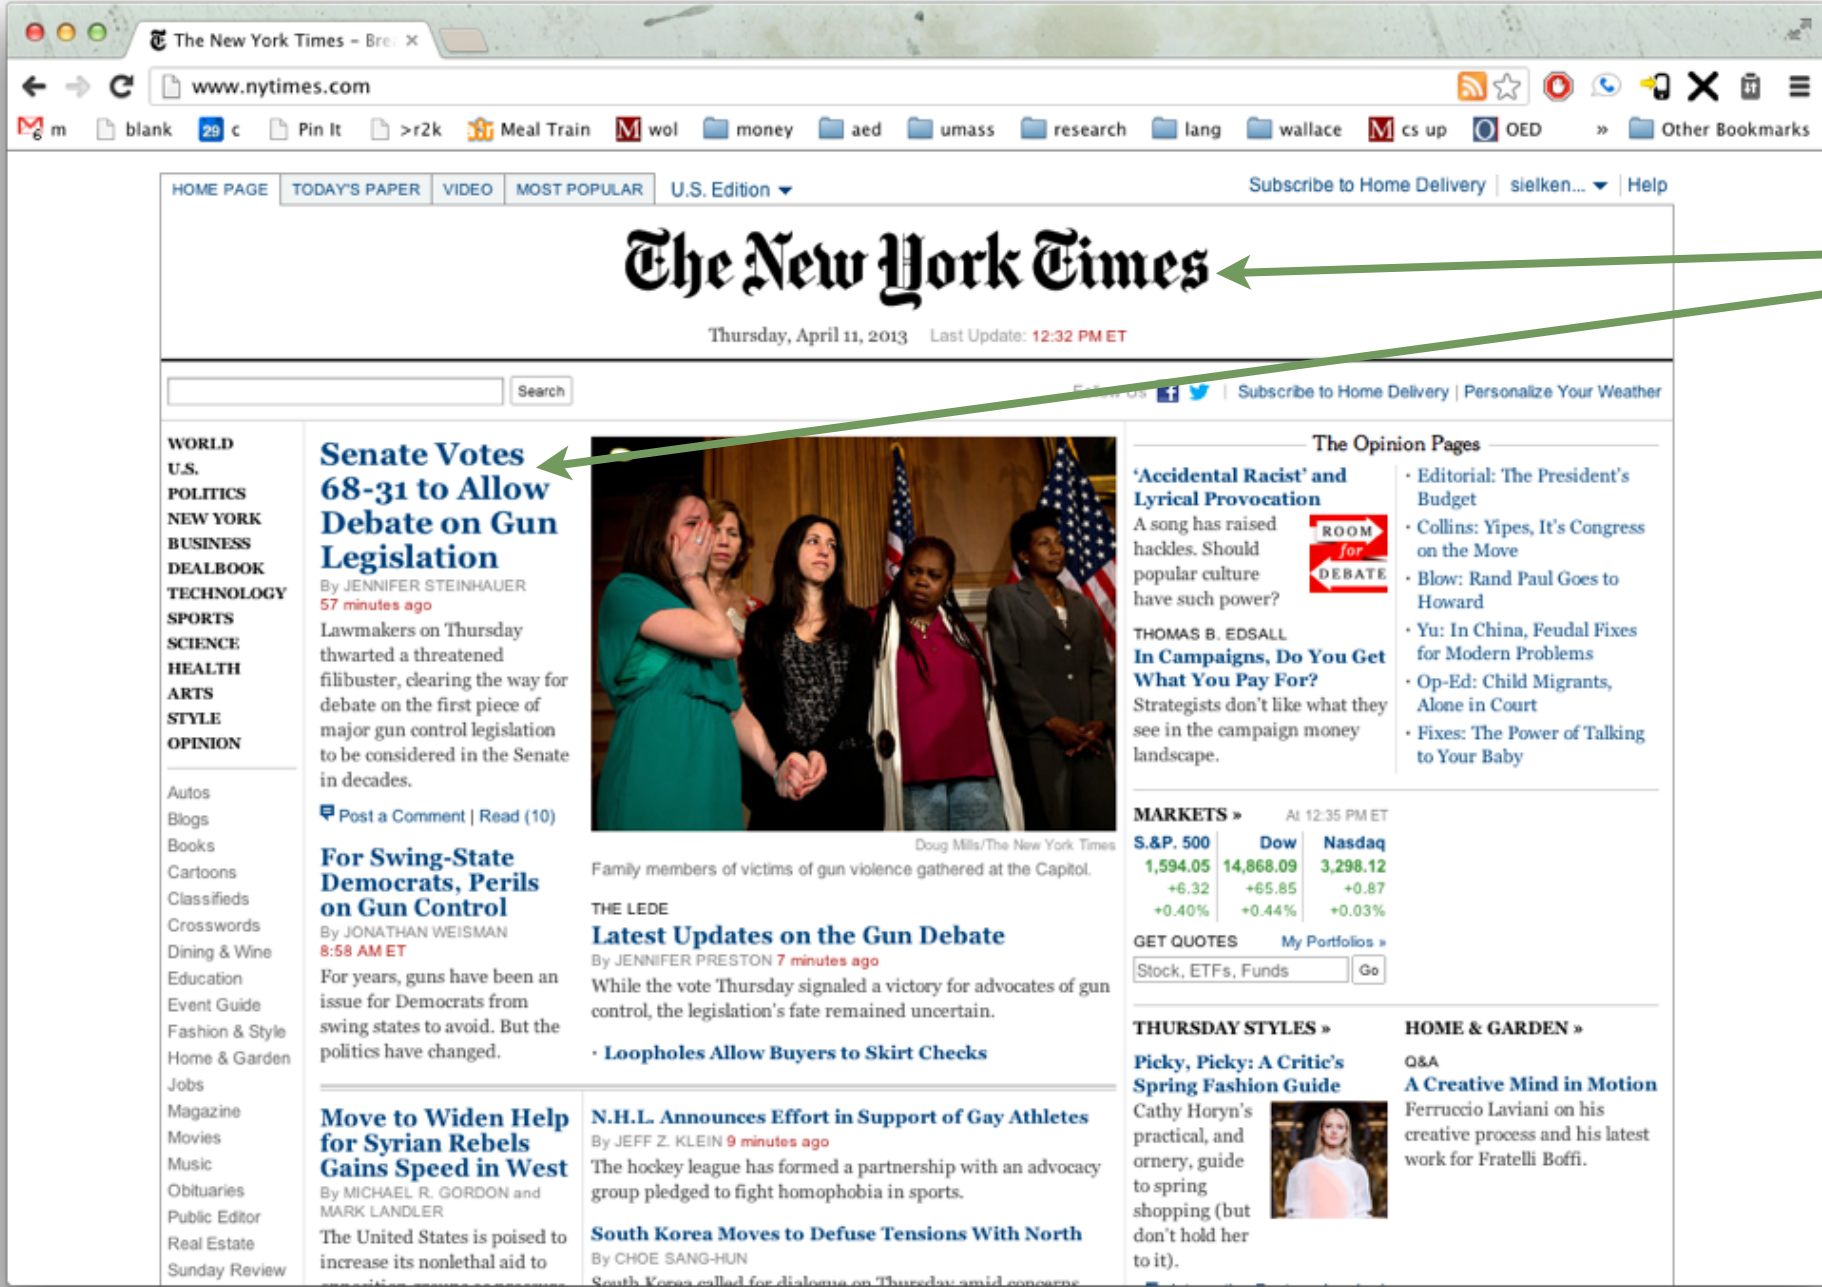 The New York Times – Brea
www.nytimes.com
m blank 29 c Pin It >r2k Meal Train M wol money aed umass research lang wallace M cs up OED » Other Bookmarks
HOME PAGE TODAY'S PAPER VIDEO MOST POPULAR U.S. Edition
Subscribe to Home Delivery sielken... Help
The New York Times
Thursday, April 11, 2013 Last Update: 12:32 PM ET
Search
Us Subscribe to Home Delivery | Personalize Your Weather
WORLD
U.S.
POLITICS
NEW YORK
BUSINESS
DEALBOOK
TECHNOLOGY
SPORTS
SCIENCE
HEALTH
ARTS
STYLE
OPINION
Autos
Blogs
Books
Cartoons
Classifieds
Crosswords
Dining & Wine
Education
Event Guide
Fashion & Style
Home & Garden
Jobs
Magazine
Movies
Music
Obituaries
Public Editor
Real Estate
Sunday Review
Senate Votes
68-31 to Allow
Debate on Gun
Legislation
By JENNIFER STEINHAUER
57 minutes ago
Lawmakers on Thursday
thwarted a threatened
filibuster, clearing the way for
debate on the first piece of
major gun control legislation
to be considered in the Senate
in decades.
Post a Comment | Read (10)
For Swing-State
Democrats, Perils
on Gun Control
By JONATHAN WEISMAN
8:58 AM ET
For years, guns have been an
issue for Democrats from
swing states to avoid. But the
politics have changed.
Doug Mills/The New York Times
Family members of victims of gun violence gathered at the Capitol.
THE LEDE
Latest Updates on the Gun Debate
By JENNIFER PRESTON 7 minutes ago
While the vote Thursday signaled a victory for advocates of gun
control, the legislation's fate remained uncertain.
· Loopholes Allow Buyers to Skirt Checks
Move to Widen Help
for Syrian Rebels
Gains Speed in West
By MICHAEL R. GORDON and
MARK LANDLER
The United States is poised to
increase its nonlethal aid to
N.H.L. Announces Effort in Support of Gay Athletes
By JEFF Z. KLEIN 9 minutes ago
The hockey league has formed a partnership with an advocacy
group pledged to fight homophobia in sports.
South Korea Moves to Defuse Tensions With North
By CHOE SANG-HUN
South Korea called for dialogue on Thursday amid concerns
The Opinion Pages
'Accidental Racist' and
Lyrical Provocation
A song has raised
hackles. Should
popular culture
have such power?
ROOM
for
DEBATE
THOMAS B. EDSALL
In Campaigns, Do You Get
What You Pay For?
Strategists don't like what they
see in the campaign money
landscape.
· Editorial: The President's
Budget
· Collins: Yipes, It's Congress
on the Move
· Blow: Rand Paul Goes to
Howard
· Yu: In China, Feudal Fixes
for Modern Problems
· Op-Ed: Child Migrants,
Alone in Court
· Fixes: The Power of Talking
to Your Baby
MARKETS » At 12:35 PM ET
S.&P. 500 Dow Nasdaq
1,594.05 14,868.09 3,298.12
+6.32 +65.85 +0.87
+0.40% +0.44% +0.03%
GET QUOTES My Portfolios »
Stock, ETFs, Funds Go
THURSDAY STYLES »
Picky, Picky: A Critic's
Spring Fashion Guide
Cathy Horyn's
practical, and
ornery, guide
to spring
shopping (but
don't hold her
to it).
HOME & GARDEN »
Q&A
A Creative Mind in Motion
Ferruccio Laviani on his
creative process and his latest
work for Fratelli Boffi.